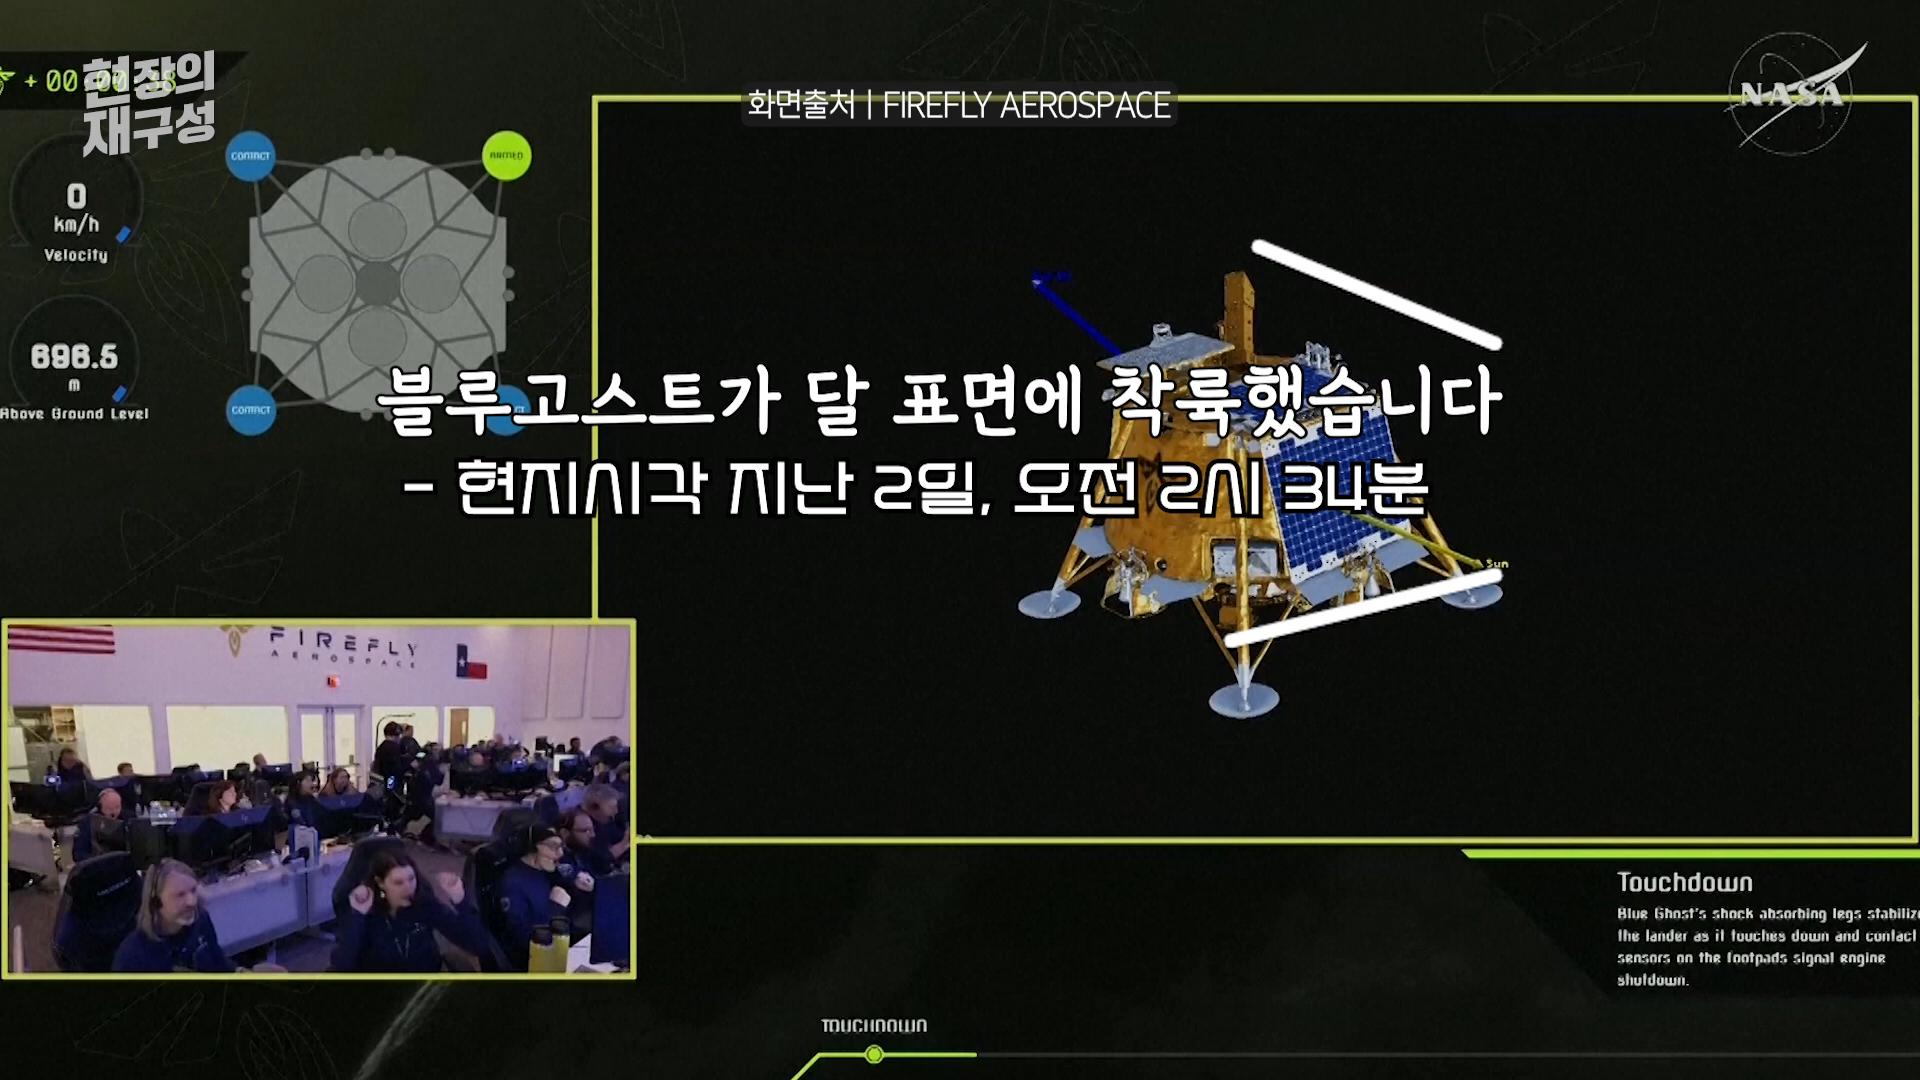 현장의
재구성
화면출처 | FIREFLY AEROSPACE
NASA
CONTACT
ARMED
0
km/h
Velocity
696.5
m
Above Ground Level
CONTACT
블루고스트가 달 표면에 착륙했습니다
- 현지시각 지난 2일, 오전 2시 34분
Sun
FIREFLY
AEROSPACE
Touchdown
Blue Ghost's shock absorbing legs stabilize
the lander as it touches down and contact
sensors on the footpads signal engine
shutdown.
TOUCHDOWN